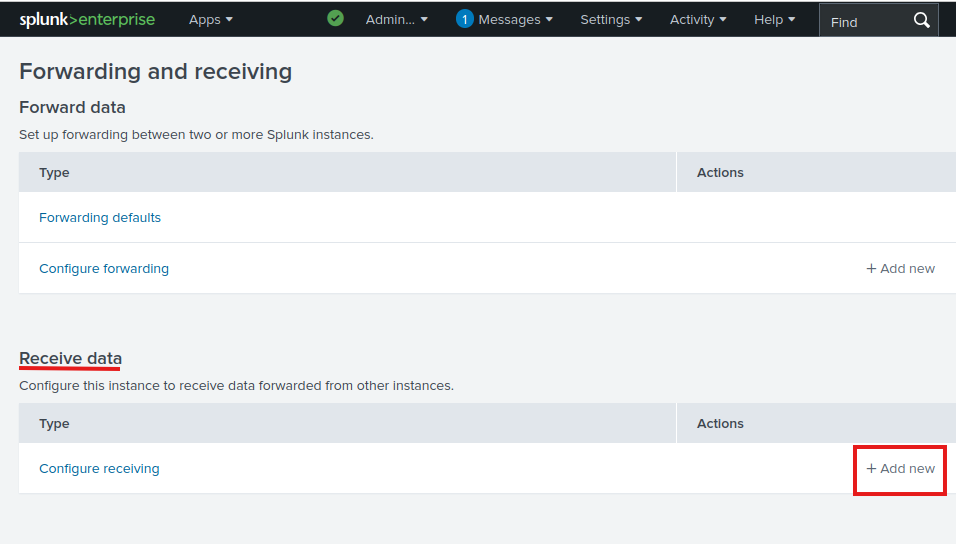 splunk>enterprise Apps Admin... 1 Messages Settings Activity Help Find
Forwarding and receiving
Forward data
Set up forwarding between two or more Splunk instances.
Type Actions
Forwarding defaults
Configure forwarding + Add new
Receive data
Configure this instance to receive data forwarded from other instances.
Type Actions
Configure receiving + Add new